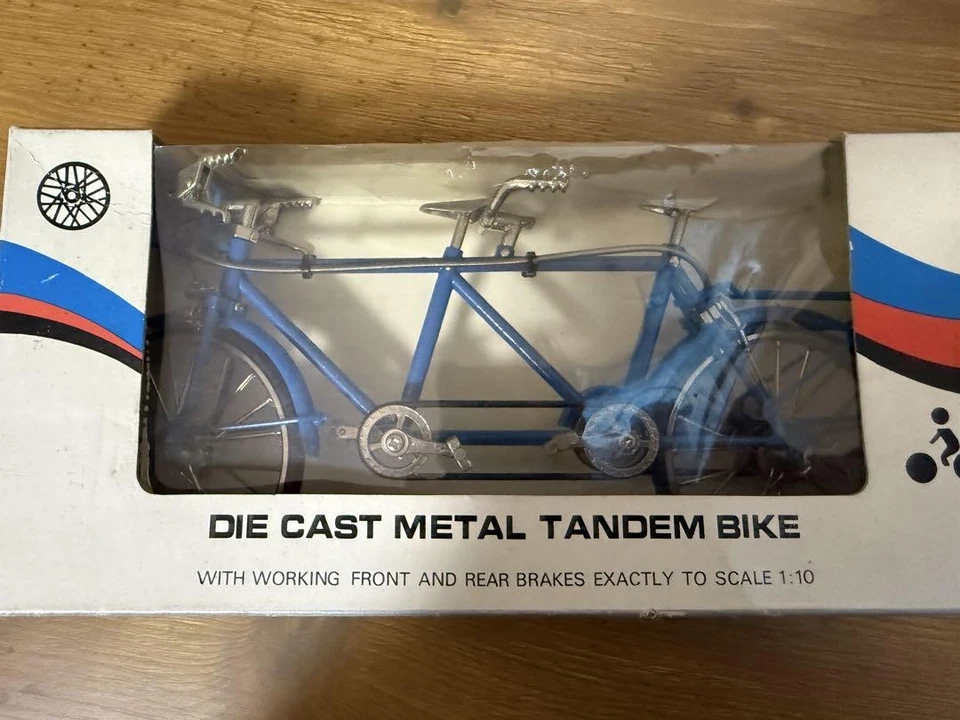 DIE CAST METAL TANDEM BIKE
WITH WORKING FRONT AND REAR BRAKES EXACTLY TO SCALE 1:10